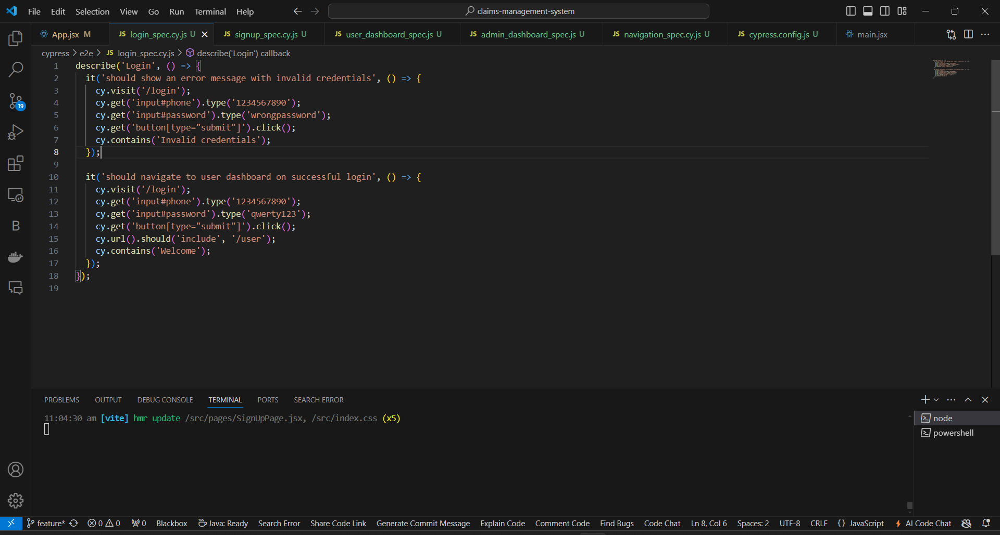 File Edit Selection View Go Run Terminal Help
claims-management-system
App.jsx M
JS login_spec.cy.js U
JS signup_spec.cy.js U
JS user_dashboard_spec.js U
JS admin_dashboard_spec.js U
JS navigation_spec.cy.js U
JS cypress.config.js U
main.jsx
cypress > e2e > JS login_spec.cy.js > describe('Login') callback
1 describe('Login', () => {
2 it('should show an error message with invalid credentials', () => {
3 cy.visit('/login');
4 cy.get('input#phone').type('1234567890');
5 cy.get('input#password').type('wrongpassword');
6 cy.get('button[type="submit"]').click();
7 cy.contains('Invalid credentials');
8 });
9
10 it('should navigate to user dashboard on successful login', () => {
11 cy.visit('/login');
12 cy.get('input#phone').type('1234567890');
13 cy.get('input#password').type('qwerty123');
14 cy.get('button[type="submit"]').click();
15 cy.url().should('include', '/user');
16 cy.contains('Welcome');
17 });
18 });
19
19
B
PROBLEMS OUTPUT DEBUG CONSOLE TERMINAL PORTS SEARCH ERROR
11:04:30 am [vite] hmr update /src/pages/SignUpPage.jsx, /src/index.css (x5)
node
powershell
feature* 0 0 0 Blackbox Java: Ready Search Error Share Code Link Generate Commit Message Explain Code Comment Code Find Bugs Code Chat Ln 8, Col 6 Spaces: 2 UTF-8 CRLF {} JavaScript AI Code Chat